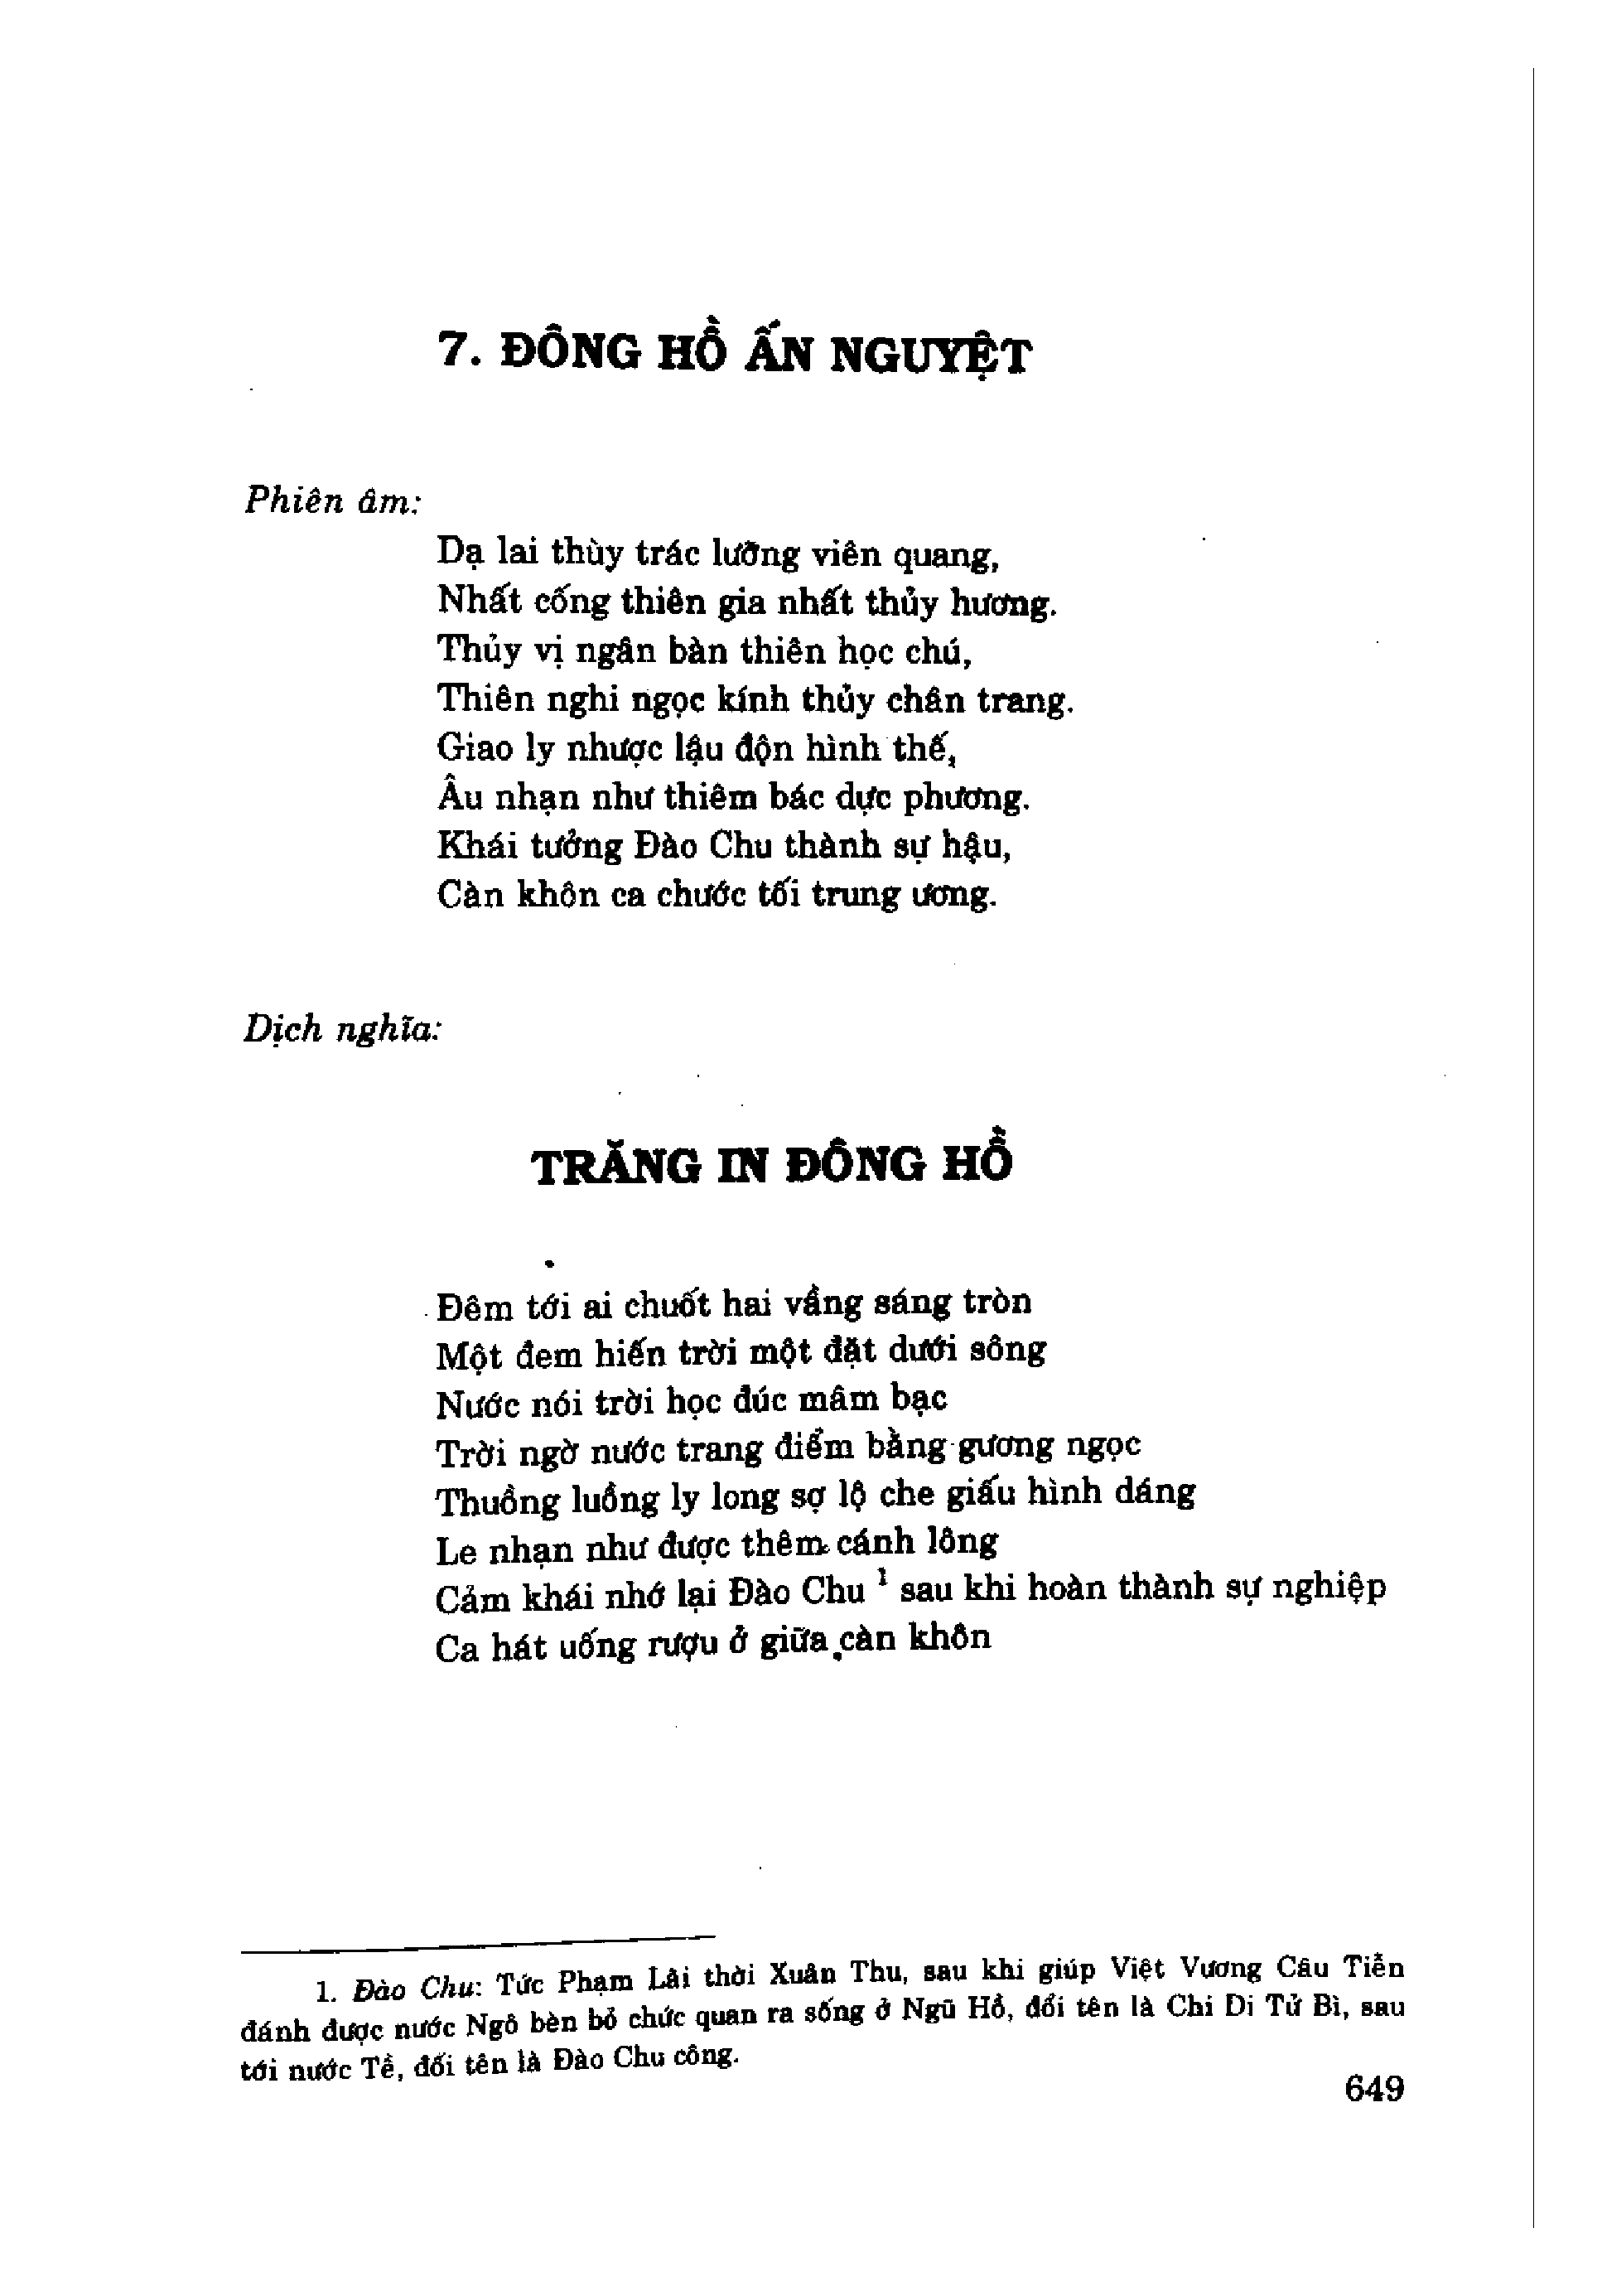 7. ĐÔNG HỒ ẤN NGUYỆT
Phiên âm:
Dạ lai thùy trác lưỡng viên quang,
Nhất cống thiên gia nhất thủy hương.
Thủy vị ngân bàn thiên học chú,
Thiên nghi ngọc kính thủy chân trang.
Giao ly nhược lậu độn hình thế,
Âu nhạn như thiêm bác dực phương.
Khái tưởng Đào Chu thành sự hậu,
Càn khôn ca chước tối trung ương.
Dịch nghĩa:
TRĂNG IN ĐÔNG HỒ
Đêm tới ai chuốt hai vầng sáng tròn
Một đem hiến trời một đặt dưới sông
Nước nói trời học đúc mâm bạc
Trời ngờ nước trang điểm bằng gương ngọc
Thuồng luồng ly long sợ lộ che giấu hình dáng
Le nhạn như được thêm cánh lông
Cảm khái nhớ lại Đào Chu ¹ sau khi hoàn thành sự nghiệp
Ca hát uống rượu ở giữa càn khôn
1. Đào Chu: Tức Phạm Lãi thời Xuân Thu, sau khi giúp Việt Vương Câu Tiễn
đánh được nước Ngô bèn bỏ chức quan ra sống ở Ngũ Hồ, đổi tên là Chi Di Tử Bì, sau
tới nước Tề, đổi tên là Đào Chu công.
649